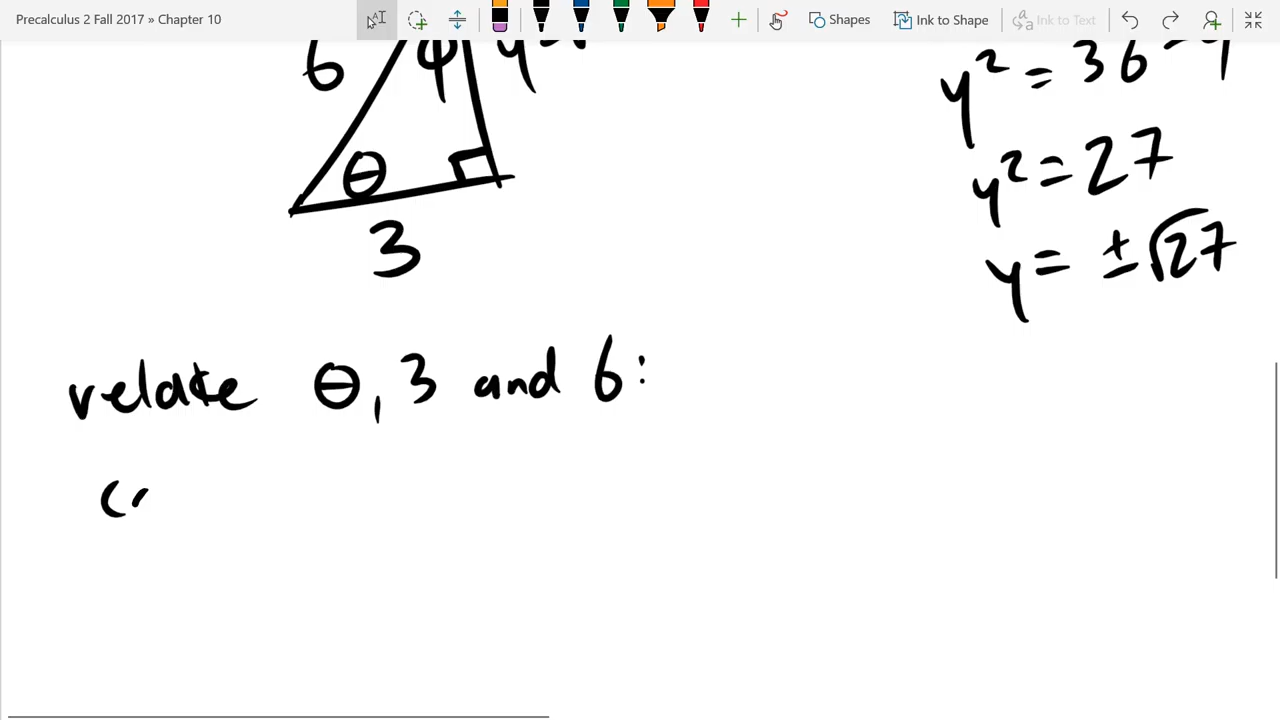 Precalculus 2 Fall 2017 » Chapter 10
Shapes
Ink to Shape
Ink to Text
6
θ
3
y² = 36
y² = 27
y = ±√27
relate θ, 3 and 6: